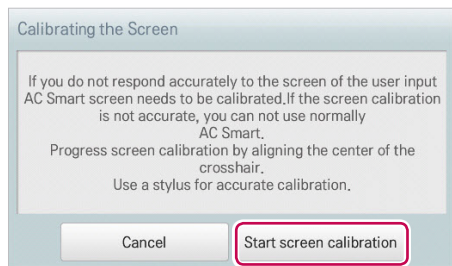 Calibrating the Screen
If you do not respond accurately to the screen of the user input
AC Smart screen needs to be calibrated.If the screen calibration
is not accurate, you can not use normally
AC Smart.
Progress screen calibration by aligning the center of the
crosshair.
Use a stylus for accurate calibration.
Cancel
Start screen calibration